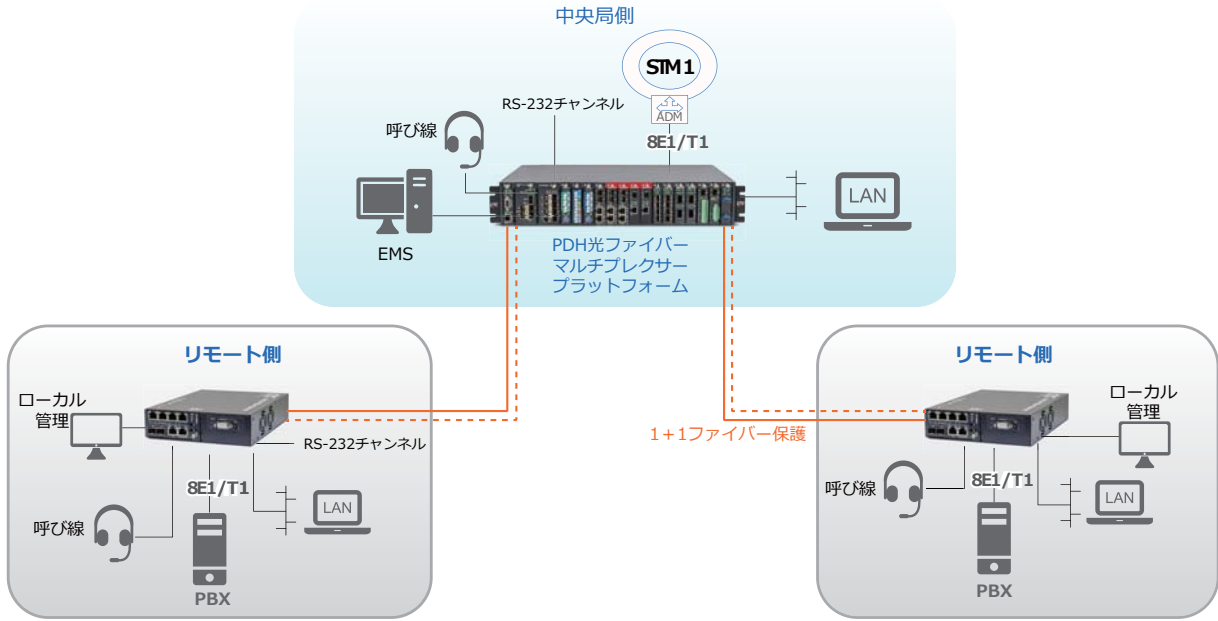 中央局側
STM1
ADM
RS-232チャンネル
8E1/T1
呼び線
EMS
LAN
PDH光ファイバー
マルチプレクサー
プラットフォーム
リモート側
ローカル
管理
RS-232チャンネル
8E1/T1
LAN
呼び線
PBX
1+1ファイバー保護
リモート側
ローカル
管理
呼び線
8E1/T1
LAN
PBX